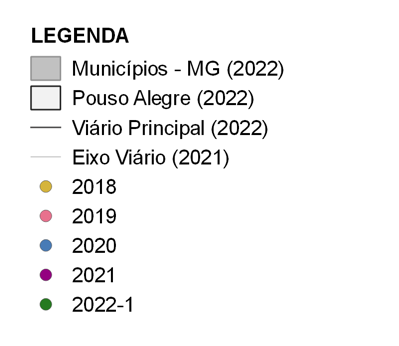 LEGENDA
Municípios - MG (2022)
Pouso Alegre (2022)
Viário Principal (2022)
Eixo Viário (2021)
2018
2019
2020
2021
2022-1